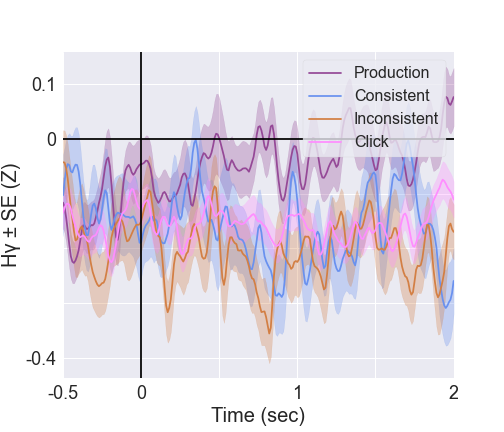 Production
Consistent
Inconsistent
Click
0.1
0
-0.4
Hγ ± SE (Z)
-0.5
0
1
2
Time (sec)